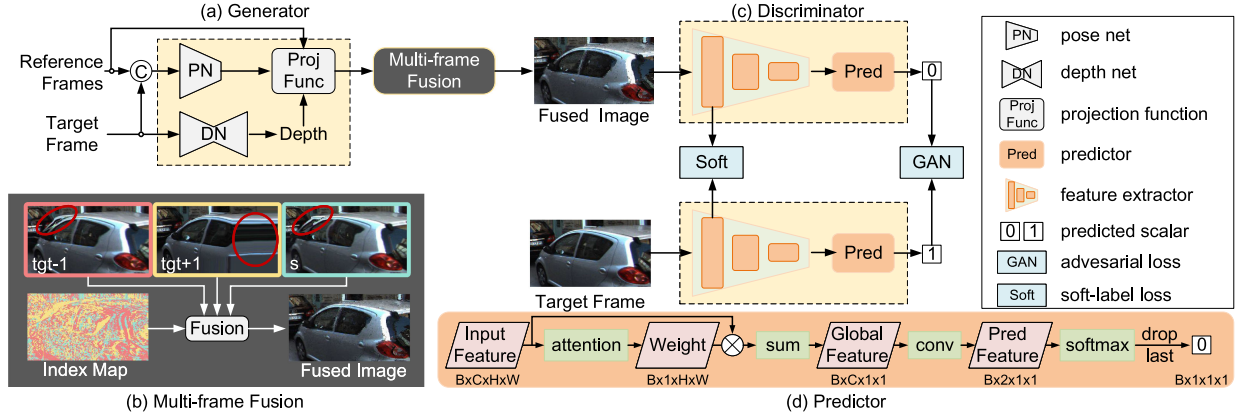 (a) Generator
Reference
Frames
C
PN
Proj
Func
Target
Frame
DN
Depth
Multi-frame
Fusion
Fused Image
(c) Discriminator
Pred
0
Soft
GAN
Target Frame
Pred
1
PN
pose net
DN
depth net
Proj
Func
projection function
Pred
predictor
feature extractor
0 1
predicted scalar
GAN
advesarial loss
Soft
soft-label loss
tgt-1
tgt+1
s
Fusion
Index Map
Fused Image
(b) Multi-frame Fusion
Input
Feature
BxCxHxW
attention
Weight
Bx1xHxW
sum
Global
Feature
BxCx1x1
conv
Pred
Feature
Bx2x1x1
softmax
drop
last
0
Bx1x1x1
(d) Predictor